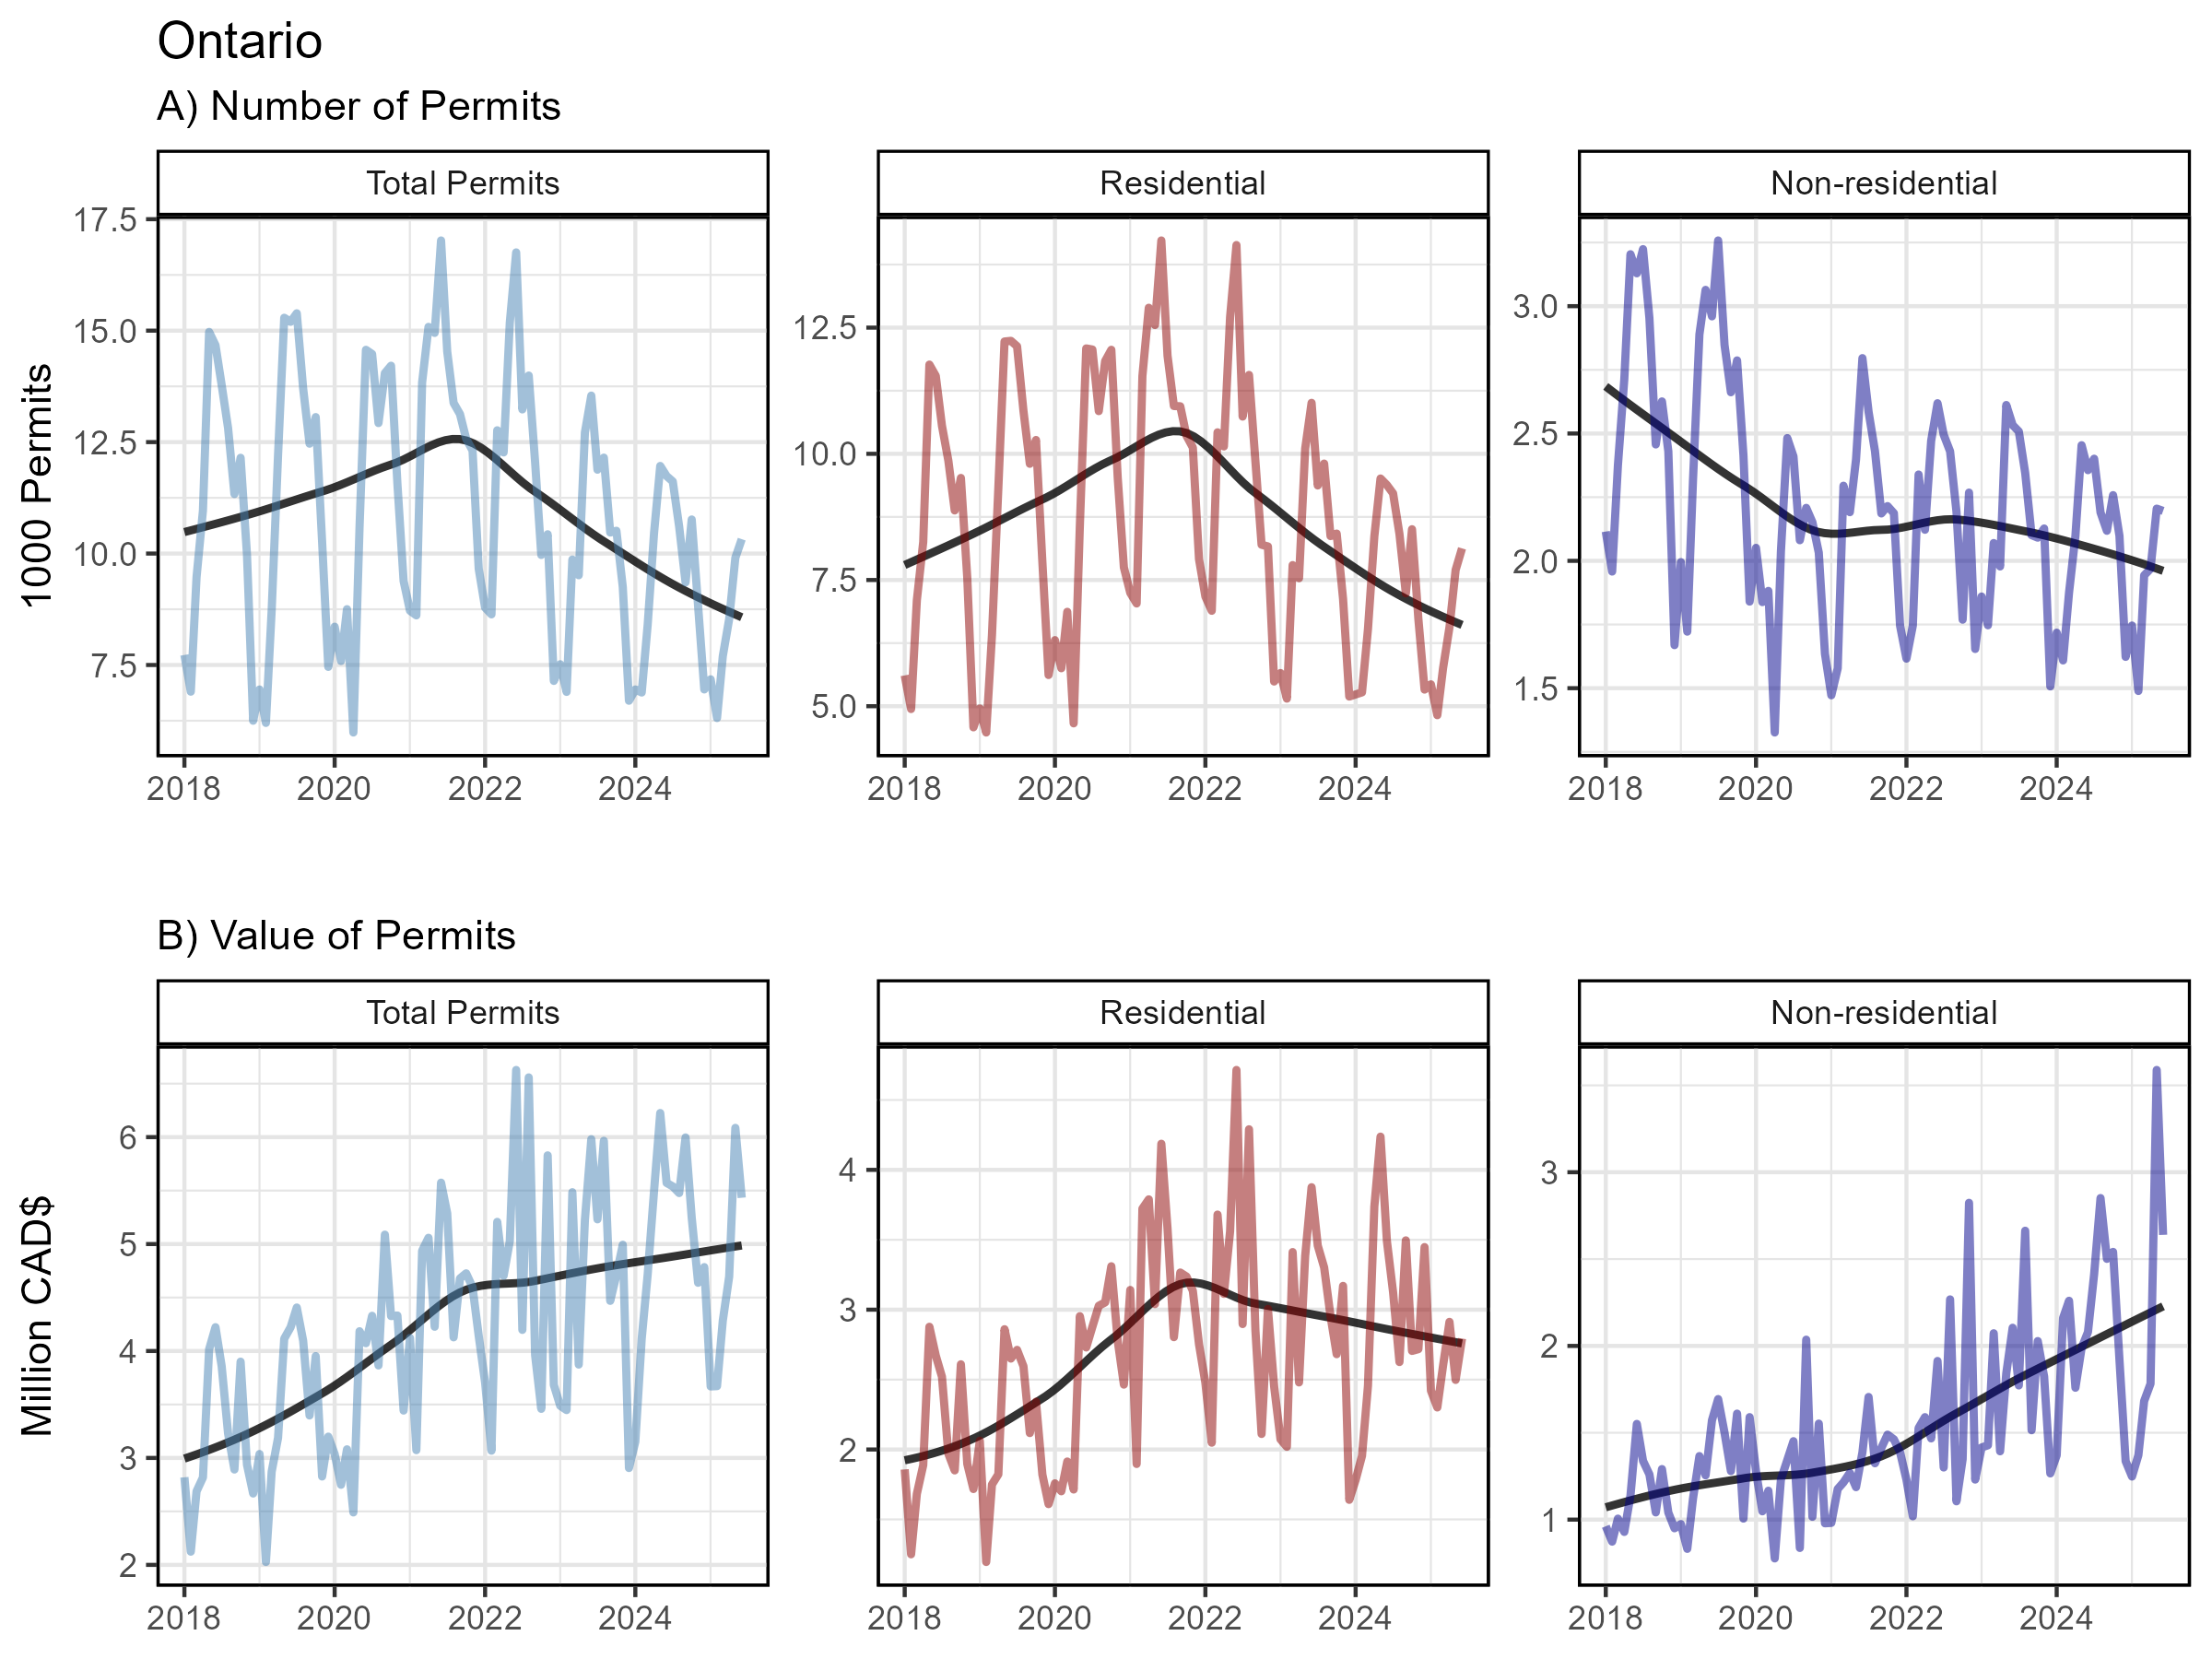 Ontario
A) Number of Permits
Total Permits
Residential
Non-residential
1000 Permits
17.5
15.0
12.5
10.0
7.5
12.5
10.0
7.5
5.0
3.0
2.5
2.0
1.5
2018 2020 2022 2024
2018 2020 2022 2024
2018 2020 2022 2024
B) Value of Permits
Total Permits
Residential
Non-residential
Million CAD$
6
5
4
3
2
4
3
2
3
2
1
2018 2020 2022 2024
2018 2020 2022 2024
2018 2020 2022 2024